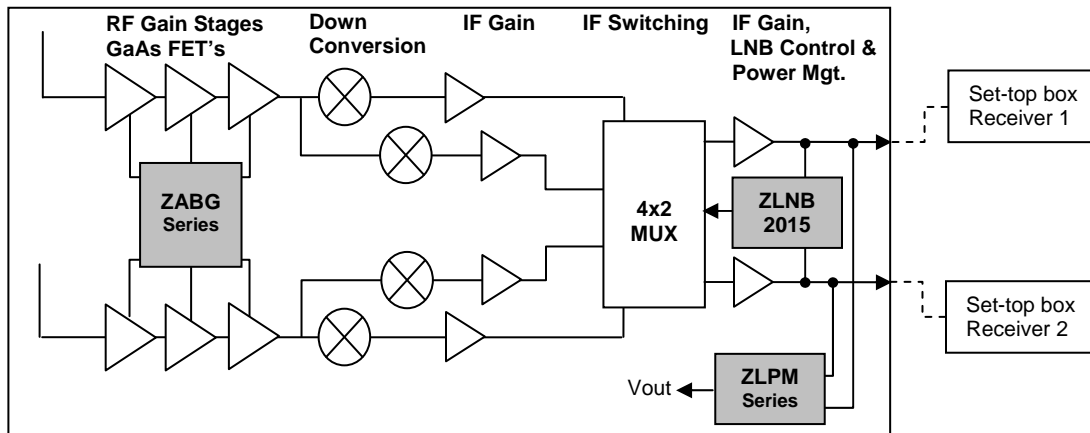 RF Gain Stages
GaAs FET's
Down
Conversion
IF Gain
IF Switching
IF Gain,
LNB Control &
Power Mgt.
Set-top box
Receiver 1
ZABG
Series
4x2
MUX
ZLNB
2015
Set-top box
Receiver 2
Vout
ZLPM
Series